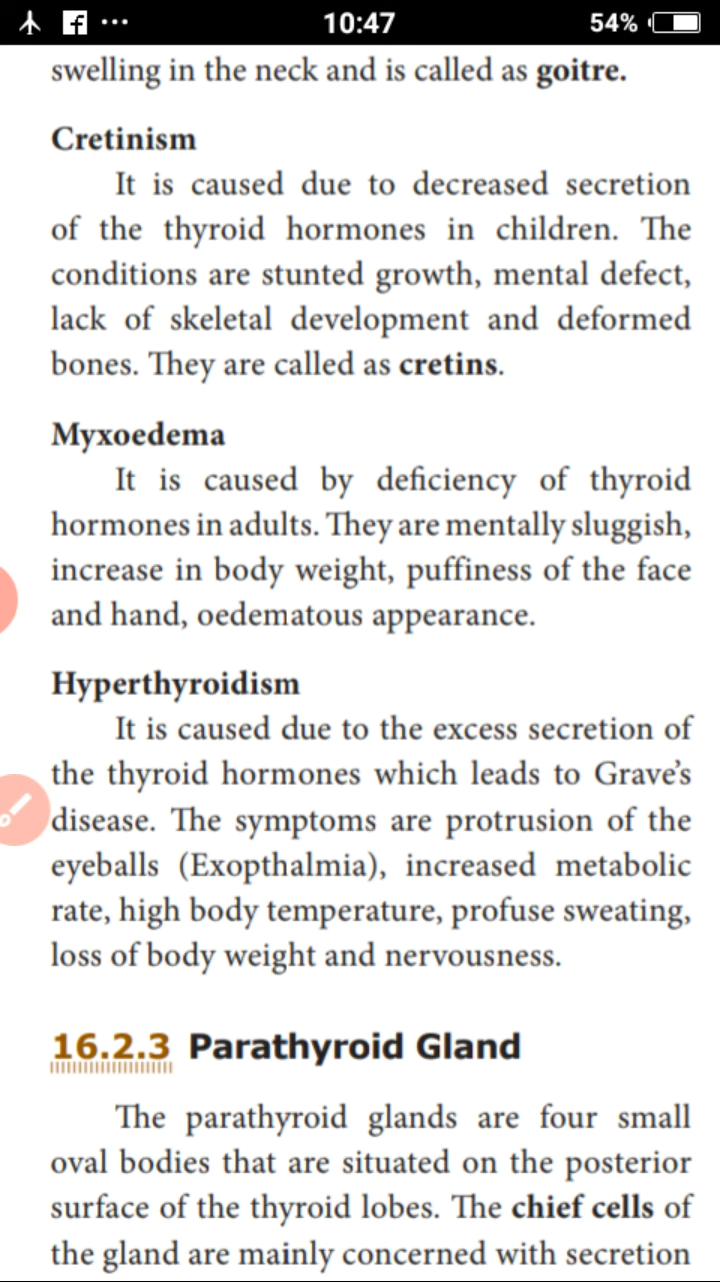 10:47
54%
swelling in the neck and is called as goitre.
Cretinism
It is caused due to decreased secretion
of the thyroid hormones in children. The
conditions are stunted growth, mental defect,
lack of skeletal development and deformed
bones. They are called as cretins.
Myxoedema
It is caused by deficiency of thyroid
hormones in adults. They are mentally sluggish,
increase in body weight, puffiness of the face
and hand, oedematous appearance.
Hyperthyroidism
It is caused due to the excess secretion of
the thyroid hormones which leads to Grave’s
disease. The symptoms are protrusion of the
eyeballs (Exopthalmia), increased metabolic
rate, high body temperature, profuse sweating,
loss of body weight and nervousness.
16.2.3 Parathyroid Gland
The parathyroid glands are four small
oval bodies that are situated on the posterior
surface of the thyroid lobes. The chief cells of
the gland are mainly concerned with secretion